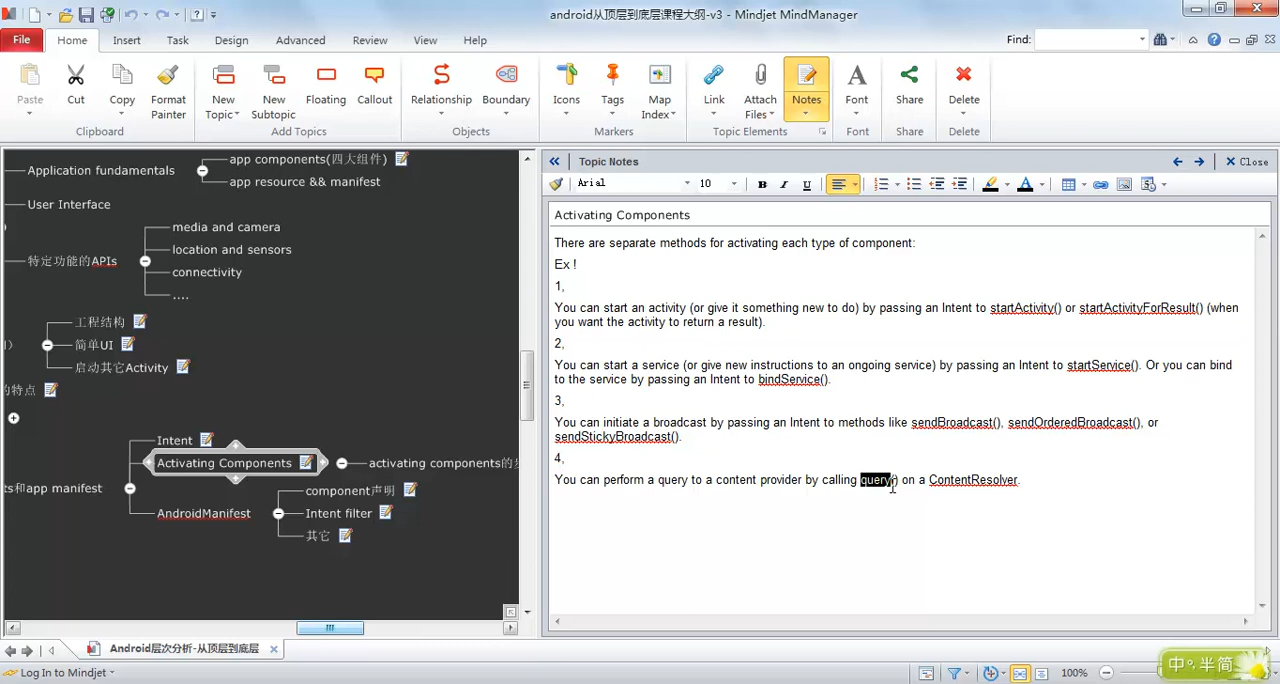 android从顶层到底层课程大纲-v3 - Mindjet MindManager
File Home Insert Task Design Advanced Review View Help Find:
Paste Cut Copy Format Painter New Topic New Subtopic Floating Callout Relationship Boundary Icons Tags Map Index Link Attach Files Notes Font Share Delete
Clipboard Add Topics Objects Markers Topic Elements Font Share Delete
Application fundamentals
app components(四大组件)
app resource && manifest
User Interface
media and camera
location and sensors
特定功能的APIs
connectivity
....
工程结构
简单UI
启动其它Activity
的特点
Intent
Activating Components
activating components的
和app manifest
component声明
AndroidManifest
Intent filter
其它
Topic Notes Close
Arial 10 B I U A
Activating Components
There are separate methods for activating each type of component:
Ex !
1,
You can start an activity (or give it something new to do) by passing an Intent to startActivity() or startActivityForResult() (when
you want the activity to return a result).
2,
You can start a service (or give new instructions to an ongoing service) by passing an Intent to startService(). Or you can bind
to the service by passing an Intent to bindService().
3,
You can initiate a broadcast by passing an Intent to methods like sendBroadcast(), sendOrderedBroadcast(), or
sendStickyBroadcast().
4,
You can perform a query to a content provider by calling query() on a ContentResolver.
Android层次分析-从顶层到底层
Log In to Mindjet 100% 中 半 简